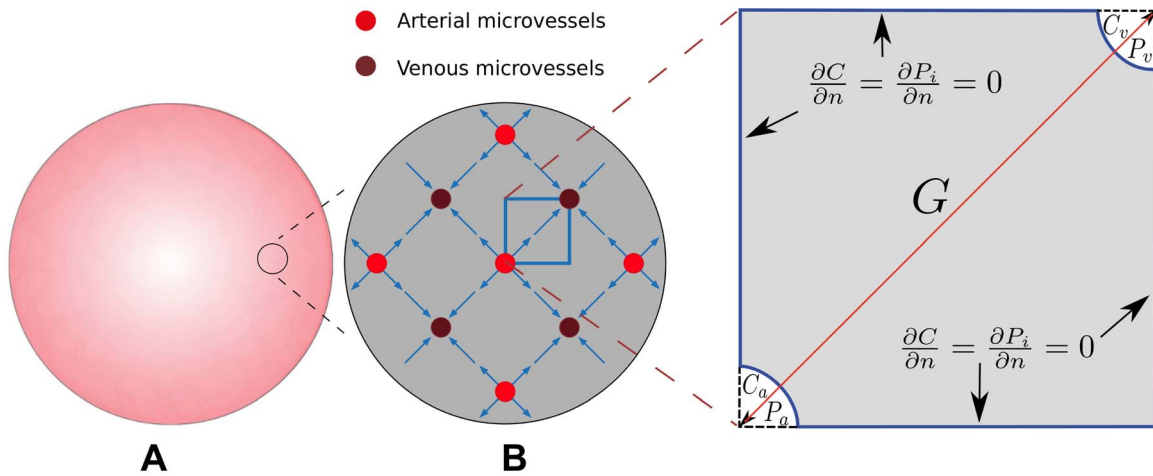 Arterial microvessels
Venous microvessels
A
B
C_v
P_v
∂C/∂n = ∂P_i/∂n = 0
G
∂C/∂n = ∂P_i/∂n = 0
C_a
P_a